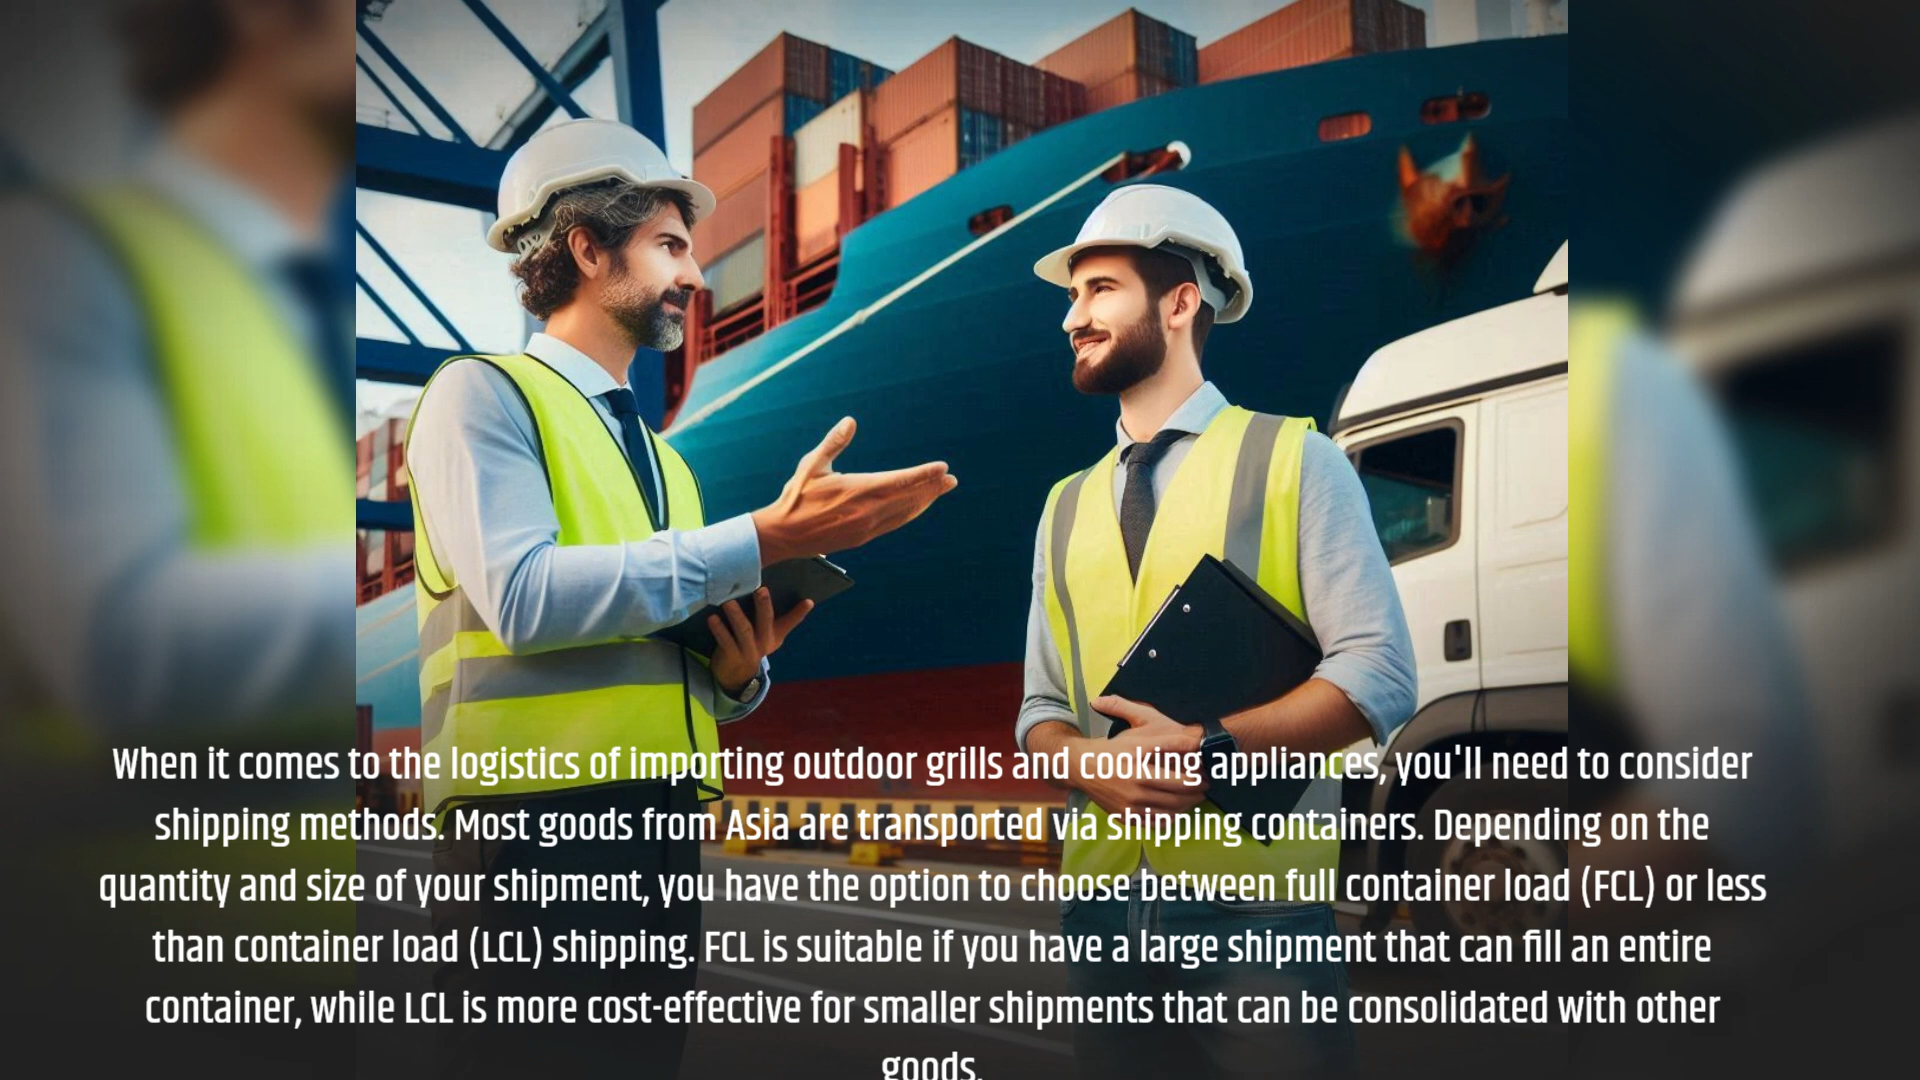 When it comes to the logistics of importing outdoor grills and cooking appliances, you'll need to consider
shipping methods. Most goods from Asia are transported via shipping containers. Depending on the
quantity and size of your shipment, you have the option to choose between full container load (FCL) or less
than container load (LCL) shipping. FCL is suitable if you have a large shipment that can fill an entire
container, while LCL is more cost-effective for smaller shipments that can be consolidated with other
goods.